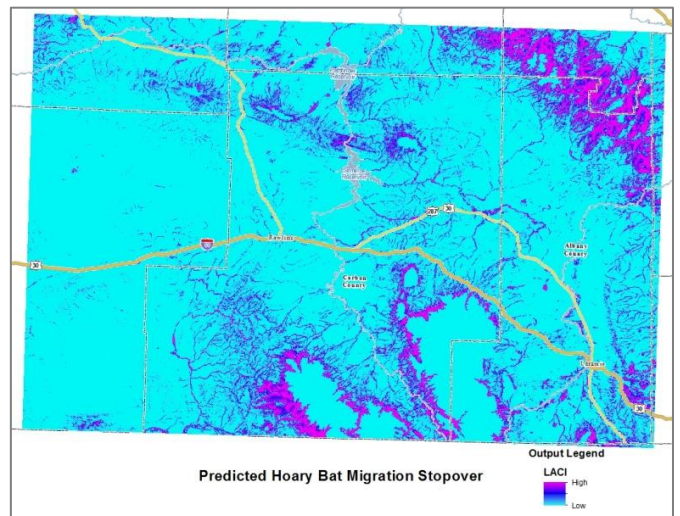 287
30
Albany
County
Rawlins
30
Carbon
County
Laramie
30
Output Legend
LACI
High
Low
Predicted Hoary Bat Migration Stopover